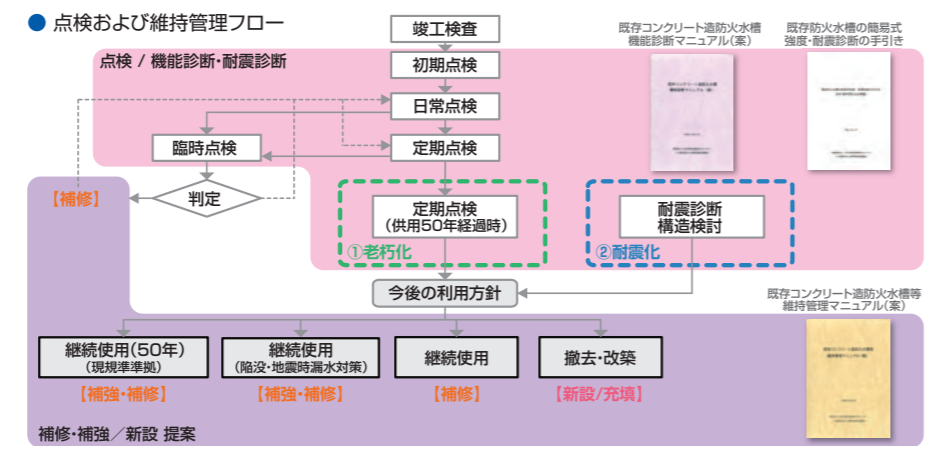 ● 点検および維持管理フロー
竣工検査
既存コンクリート造防火水槽
機能診断マニュアル(案)
既存防火水槽の簡易式
強度・耐震診断の手引き
点検 / 機能診断・耐震診断
初期点検
日常点検
臨時点検
定期点検
【補修】
判定
定期点検
(供用50年経過時)
①老朽化
耐震診断
構造検討
②耐震化
今後の利用方針
既存コンクリート造防火水槽等
維持管理マニュアル(案)
継続使用(50年)
(現規準準拠)
継続使用
(陥没・地震時漏水対策)
継続使用
撤去・改築
【補強・補修】
【補強・補修】
【補修】
【新設/充填】
補修・補強／新設 提案